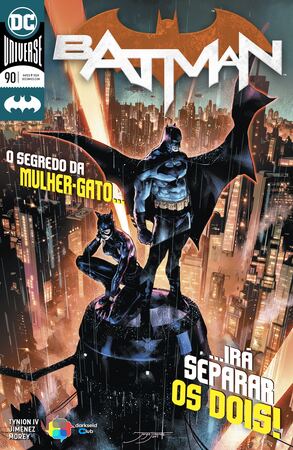 DC
UNIVERSE
90
BATMAN
O SEGREDO DA
MULHER-GATO...
...IRÁ
SEPARAR
OS DOIS!
TYNION IV
JIMENEZ
MOREY
darkseid
Club